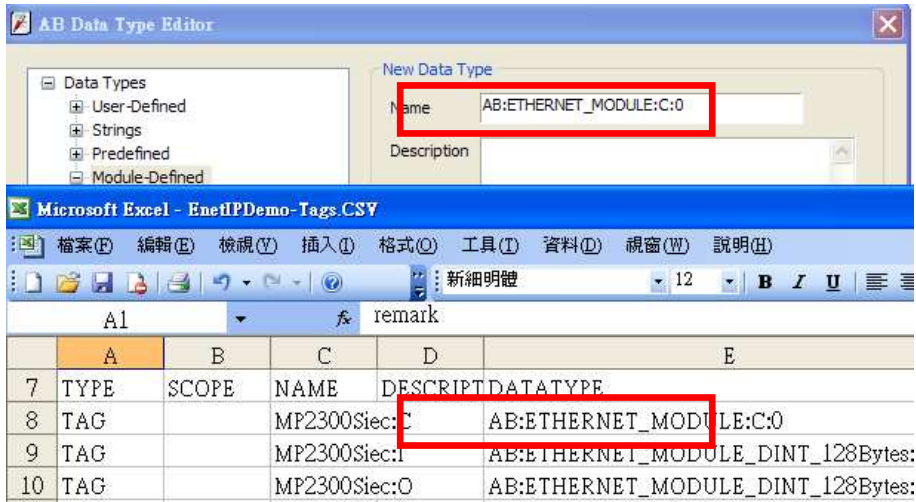 AB Data Type Editor
Data Types
User-Defined
Strings
Predefined
Module-Defined
New Data Type
Name AB:ETHERNET_MODULE:C:0
Description
Microsoft Excel - EnetIPDemo-Tags.CSV
檔案(F) 編輯(E) 檢視(V) 插入(I) 格式(O) 工具(T) 資料(D) 視窗(W) 說明(H)
新細明體 12 B I U
A1 fx remark
A B C D E
7 TYPE SCOPE NAME DESCRIPT DATATYPE
8 TAG MP2300Siec:C AB:ETHERNET_MODULE:C:0
9 TAG MP2300Siec:I AB:ETHERNET_MODULE_DINT_128Bytes:
10 TAG MP2300Siec:O AB:ETHERNET_MODULE_DINT_128Bytes: